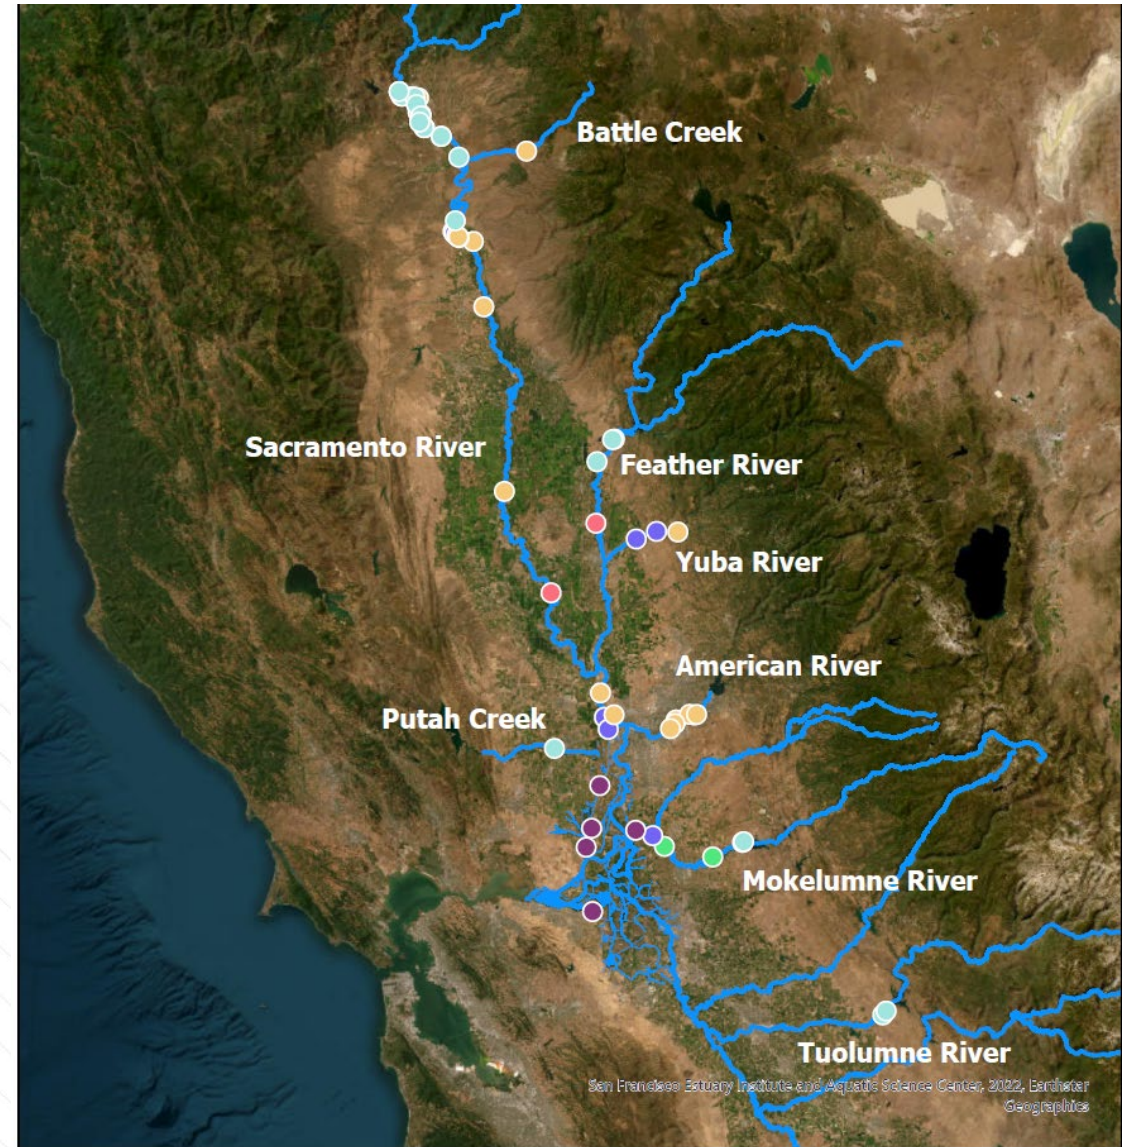 Battle Creek
Sacramento River
Feather River
Yuba River
American River
Putah Creek
Mokelumne River
Tuolumne River
San Francisco Estuary Institute and Aquatic Science Center, 2022, Earthstar
Geographics